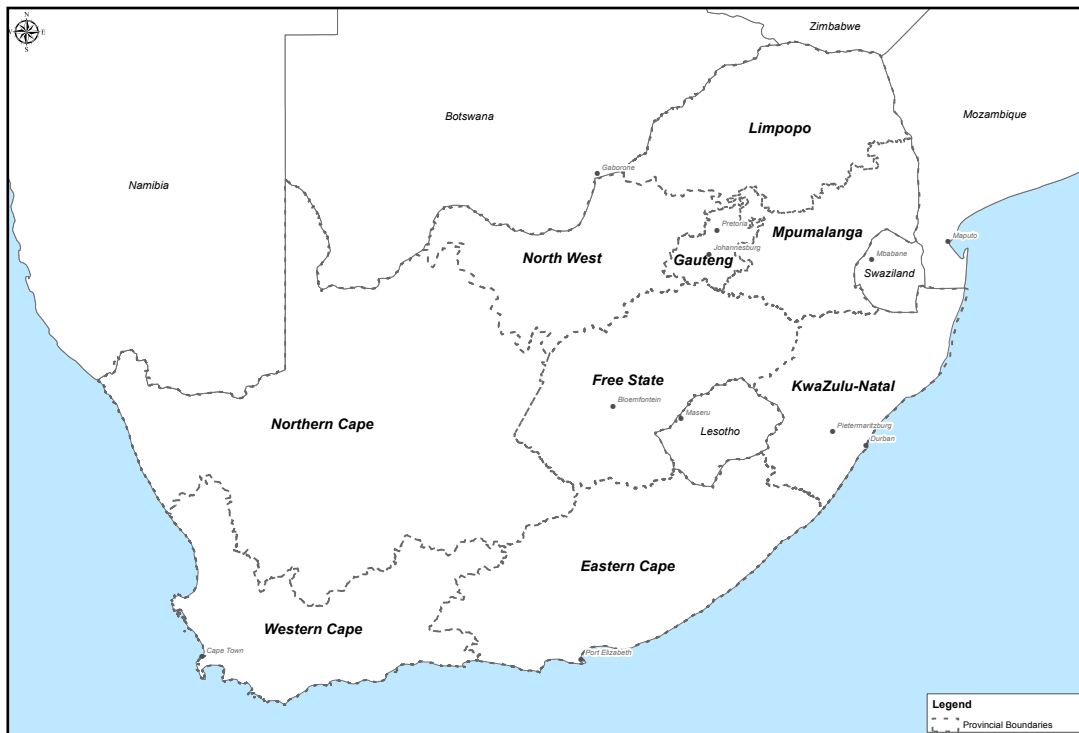 N
W E
S
Zimbabwe
Botswana
Mozambique
Limpopo
Gaborone
Namibia
Pretoria
Mpumalanga
Maputo
Johannesburg
North West
Gauteng
Mbabane
Swaziland
Free State
KwaZulu-Natal
Bloemfontein
Maseru
Northern Cape
Lesotho
Pietermaritzburg
Durban
Eastern Cape
Western Cape
Cape Town
Port Elizabeth
Legend
Provincial Boundaries